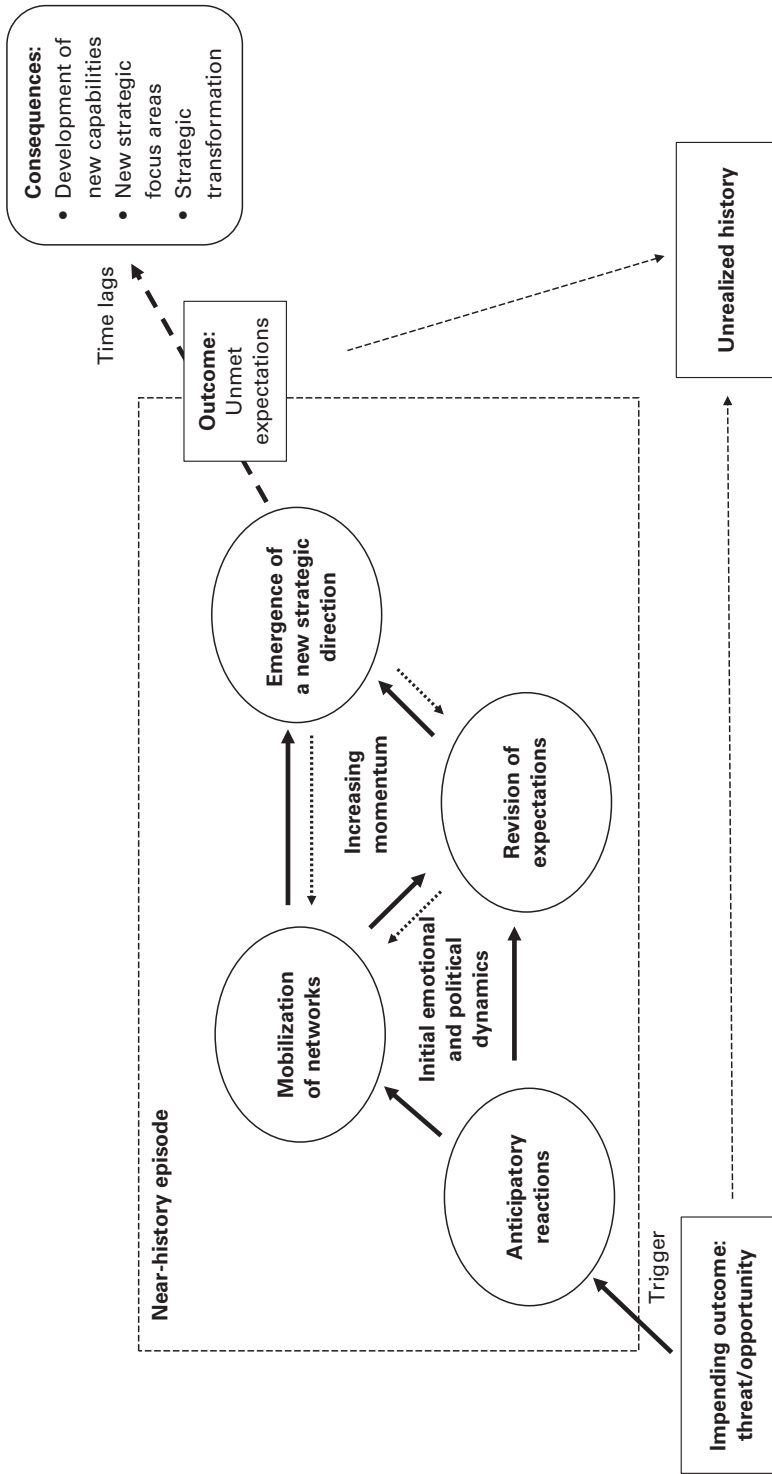 Near-history episode
Impending outcome:
threat/opportunity
Trigger
Anticipatory
reactions
Initial emotional
and political
dynamics
Mobilization
of networks
Revision of
expectations
Increasing
momentum
Emergence of
a new strategic
direction
Outcome:
Unmet
expectations
Time lags
Consequences:
• Development of
new capabilities
• New strategic
focus areas
• Strategic
transformation
Unrealized history